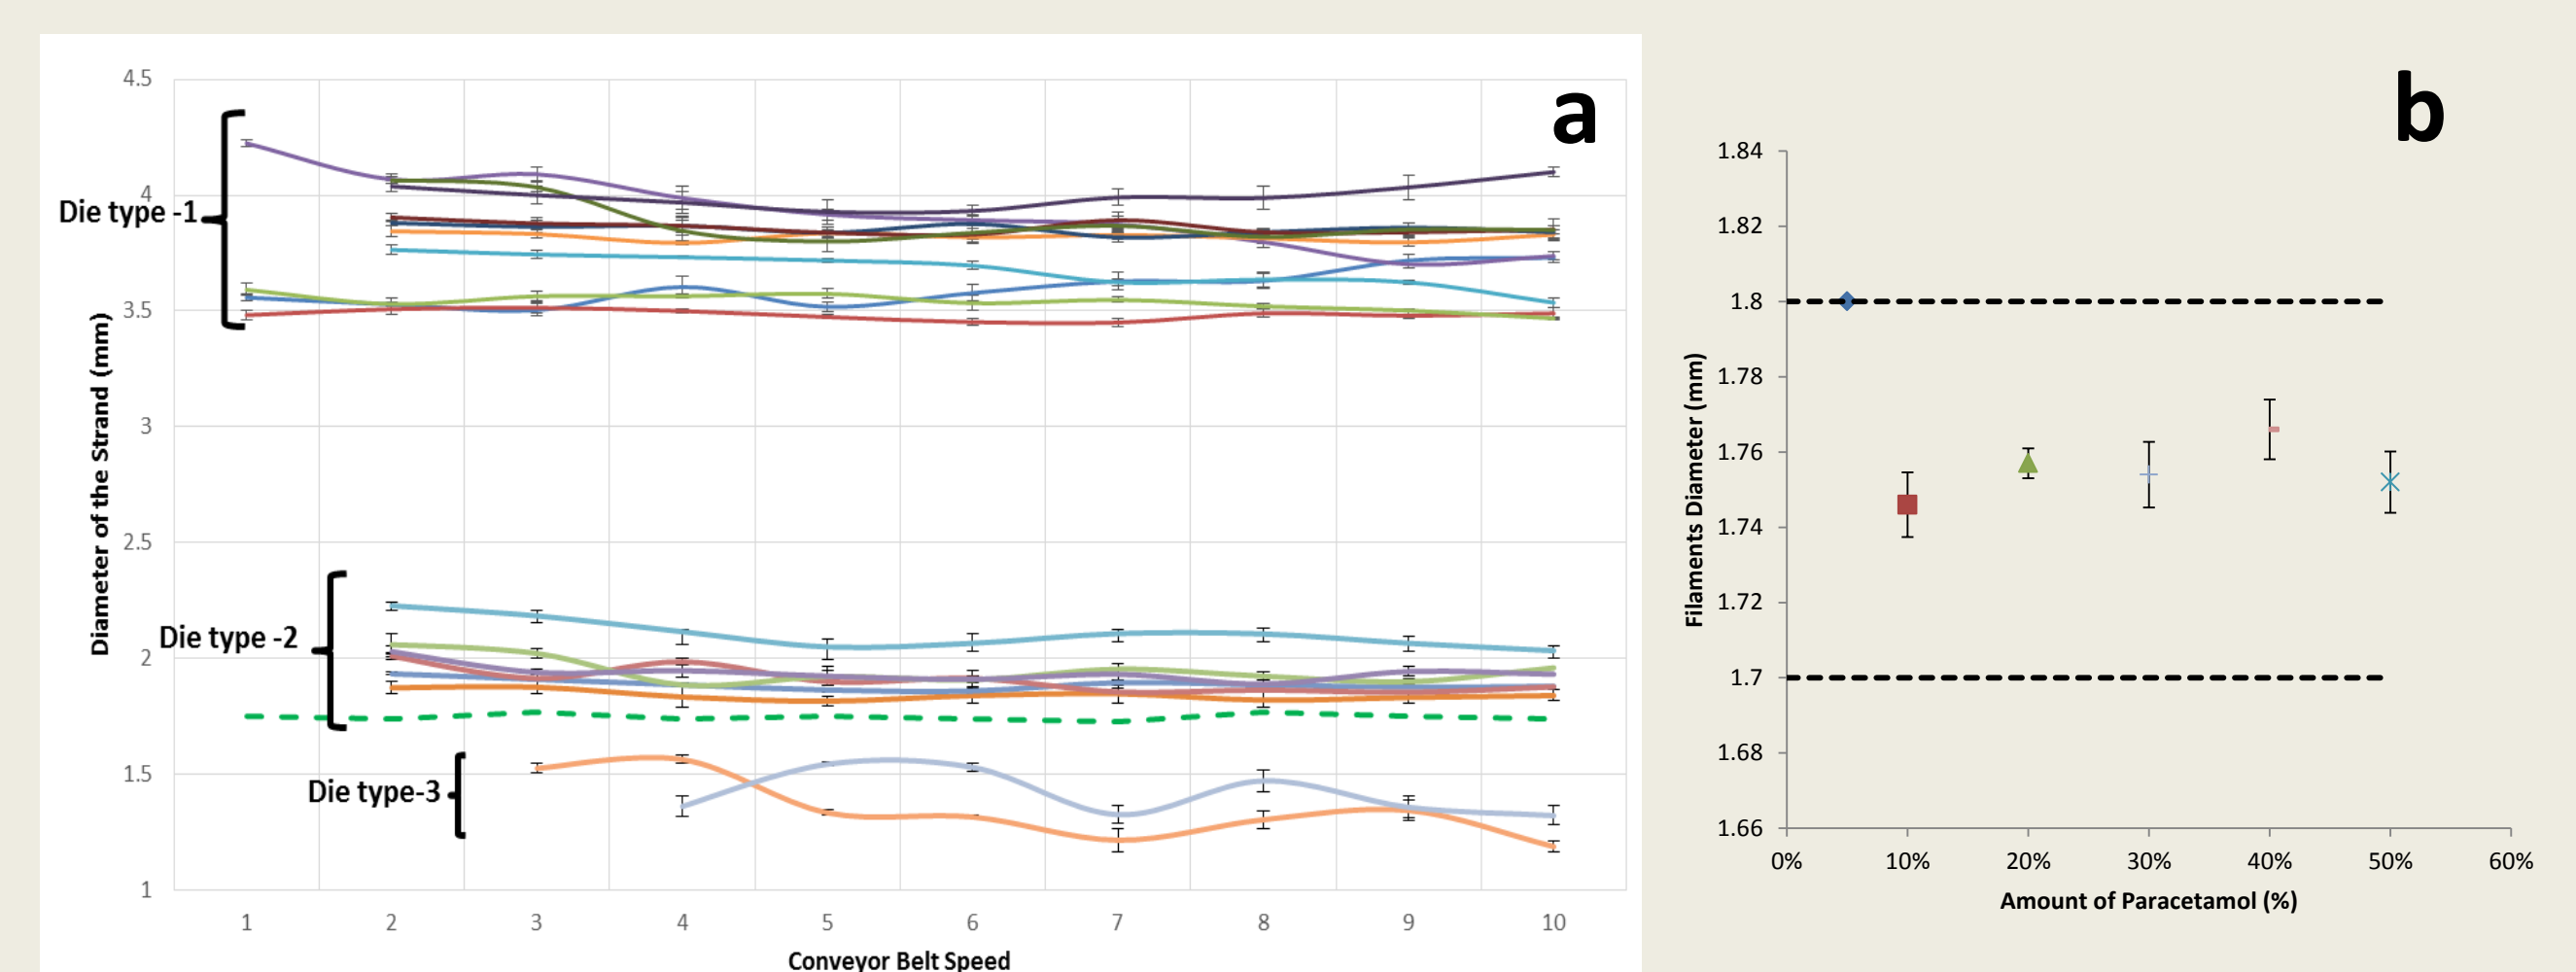 a
4.5
4
3.5
3
2.5
2
1.5
1
Die type -1
Die type -2
Die type-3
Diameter of the Strand (mm)
1 2 3 4 5 6 7 8 9 10
Conveyor Belt Speed
b
1.84
1.82
1.8
1.78
1.76
1.74
1.72
1.7
1.68
1.66
Filaments Diameter (mm)
0% 10% 20% 30% 40% 50% 60%
Amount of Paracetamol (%)